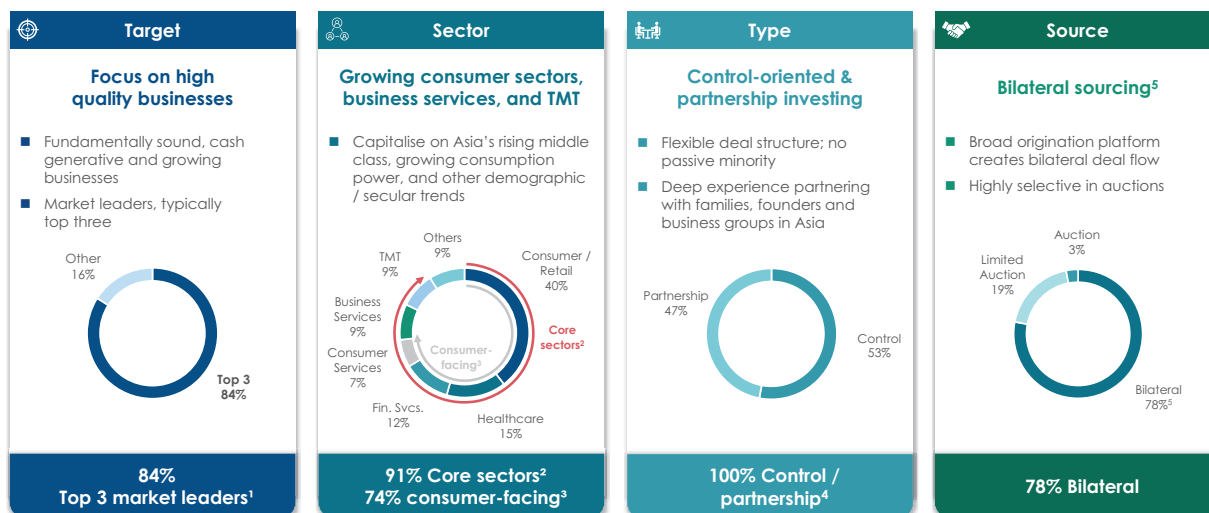 Target
Focus on high
quality businesses
Fundamentally sound, cash
generative and growing
businesses
Market leaders, typically
top three
Other
16%
Top 3
84%
84%
Top 3 market leaders¹
Sector
Growing consumer sectors,
business services, and TMT
Capitalise on Asia's rising middle
class, growing consumption
power, and other demographic
/ secular trends
Others
9%
TMT
9%
Consumer /
Retail
40%
Business
Services
9%
Core
sectors²
Consumer-
facing³
Consumer
Services
7%
Fin. Svcs.
12%
Healthcare
15%
91% Core sectors²
74% consumer-facing³
Type
Control-oriented &
partnership investing
Flexible deal structure; no
passive minority
Deep experience partnering
with families, founders and
business groups in Asia
Partnership
47%
Control
53%
100% Control /
partnership⁴
Source
Bilateral sourcing⁵
Broad origination platform
creates bilateral deal flow
Highly selective in auctions
Auction
3%
Limited
Auction
19%
Bilateral
78%⁵
78% Bilateral